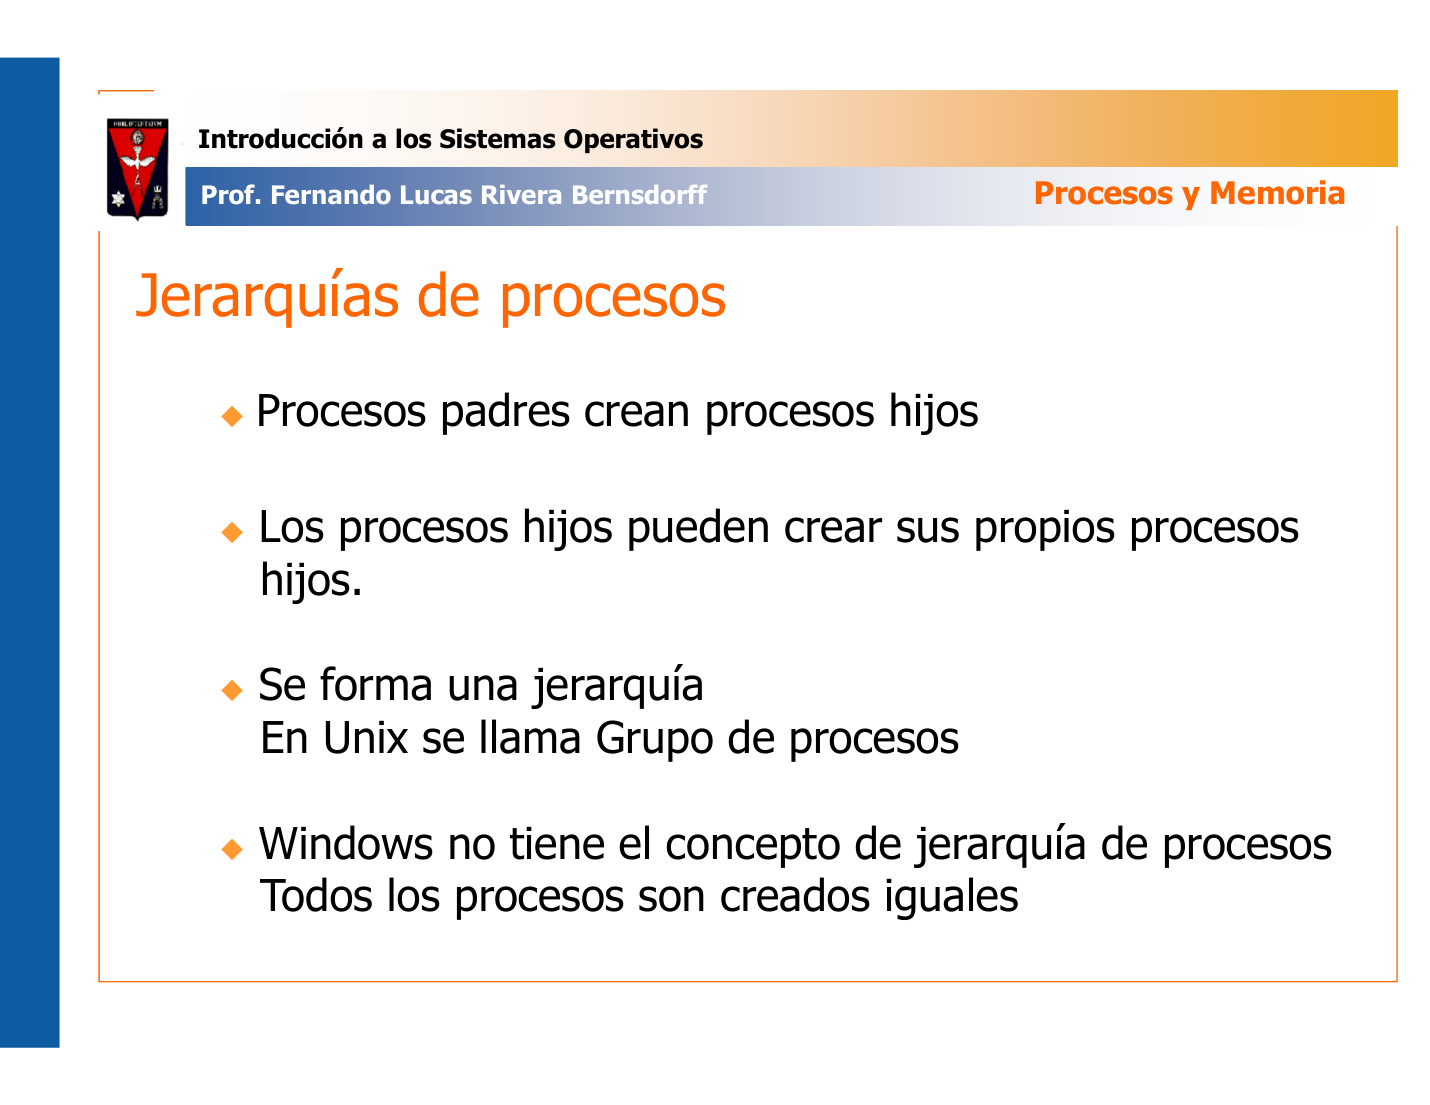 Introducción a los Sistemas Operativos
Prof. Fernando Lucas Rivera Bernsdorff
Procesos y Memoria
Jerarquías de procesos
Procesos padres crean procesos hijos
Los procesos hijos pueden crear sus propios procesos
hijos.
Se forma una jerarquía
En Unix se llama Grupo de procesos
Windows no tiene el concepto de jerarquía de procesos
Todos los procesos son creados iguales